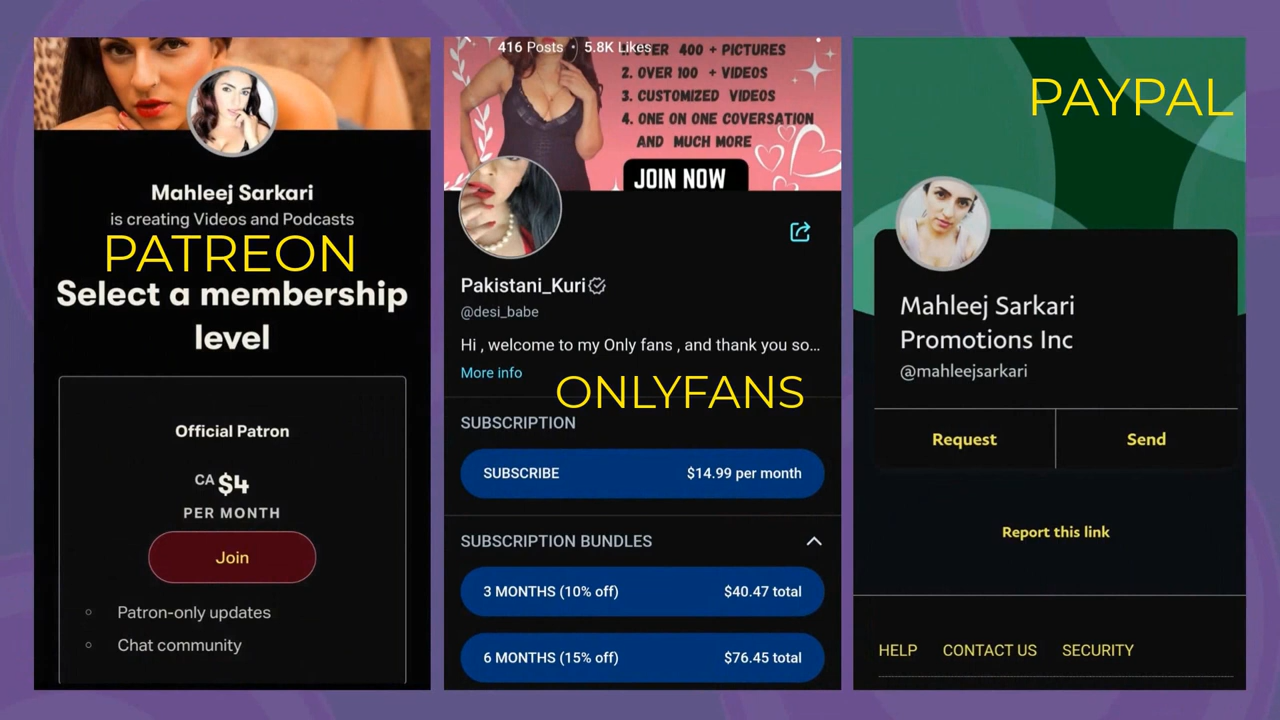 Mahleej Sarkari
is creating Videos and Podcasts
PATREON
Select a membership
level
Official Patron
CA $4
PER MONTH
Join
Patron-only updates
Chat community
416 Posts • 5.8K Likes
1. OVER 400 + PICTURES
2. OVER 100 + VIDEOS
3. CUSTOMIZED VIDEOS
4. ONE ON ONE COVERSATION
AND MUCH MORE
JOIN NOW
Pakistani_Kuri
@desi_babe
Hi , welcome to my Only fans , and thank you so...
More info
ONLYFANS
SUBSCRIPTION
SUBSCRIBE $14.99 per month
SUBSCRIPTION BUNDLES
3 MONTHS (10% off) $40.47 total
6 MONTHS (15% off) $76.45 total
PAYPAL
Mahleej Sarkari
Promotions Inc
@mahleejsarkari
Request Send
Report this link
HELP CONTACT US SECURITY